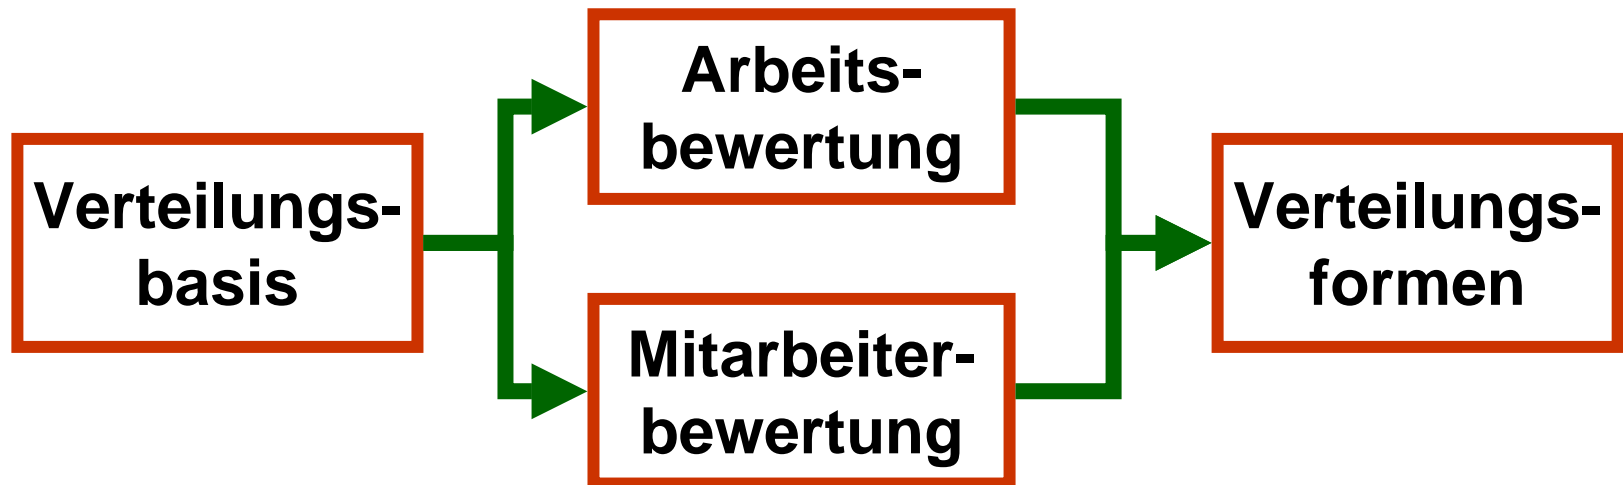 Verteilungs-
basis
Arbeits-
bewertung
Mitarbeiter-
bewertung
Verteilungs-
formen